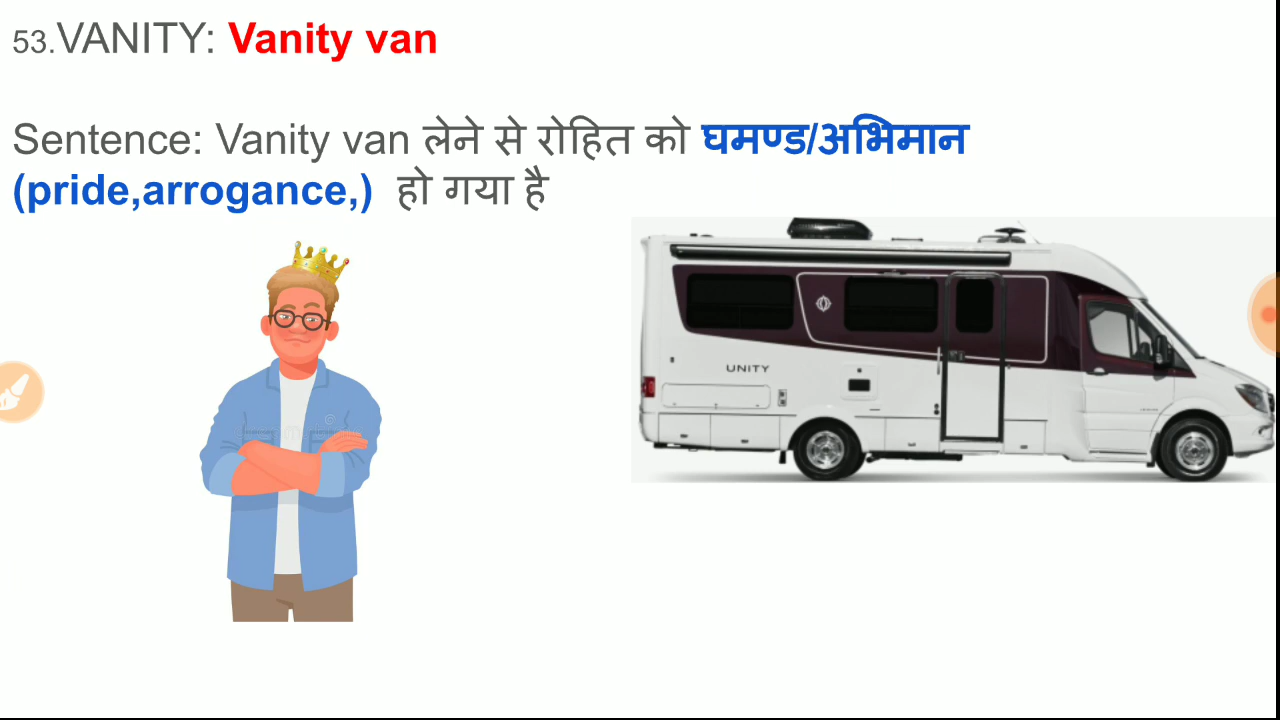 53.VANITY: Vanity van
Sentence: Vanity van लेने से रोहित को घमण्ड/अभिमान
(pride,arrogance,) हो गया है
UNITY